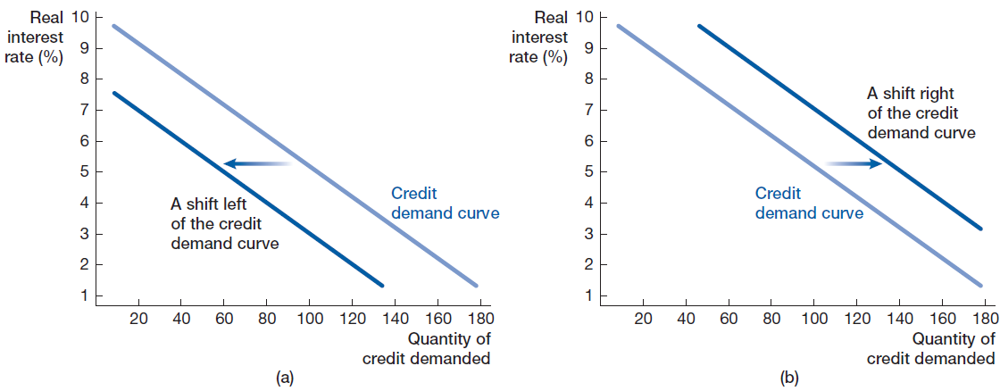 Real
interest
rate (%)
10
9
8
7
6
5
4
3
2
1
A shift left
of the credit
demand curve
Credit
demand curve
20 40 60 80 100 120 140 160 180
Quantity of
credit demanded
(a)
Real
interest
rate (%)
10
9
8
7
6
5
4
3
2
1
A shift right
of the credit
demand curve
Credit
demand curve
20 40 60 80 100 120 140 160 180
Quantity of
credit demanded
(b)